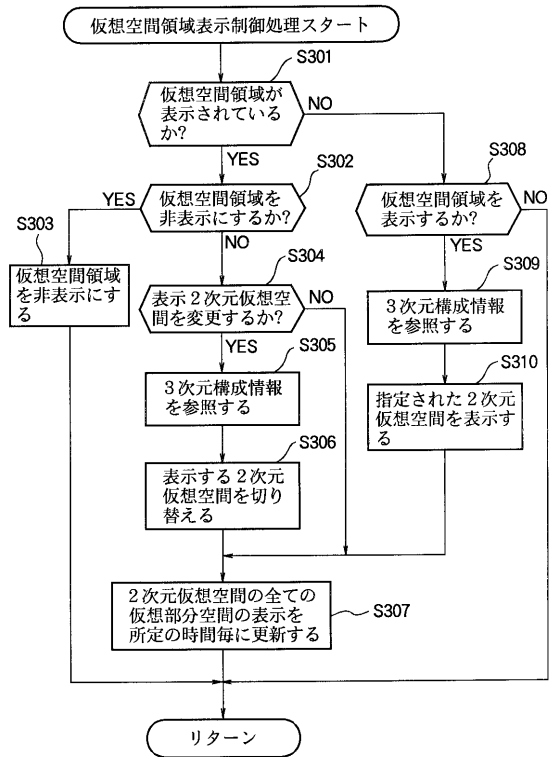 仮想空間領域表示制御処理スタート
S301
仮想空間領域が
表示されている
か?
NO
YES
S302
仮想空間領域を
非表示にするか?
YES
NO
S303
仮想空間領域
を非表示にす
る
S304
表示2次元仮想空
間を変更するか?
NO
YES
S305
3次元構成情報
を参照する
S306
表示する2次元
仮想空間を切り
替える
S308
仮想空間領域を
表示するか?
NO
YES
S309
3次元構成情報
を参照する
S310
指定された2次元
仮想空間を表示す
る
2次元仮想空間の全ての
仮想部分空間の表示を
所定の時間毎に更新する
S307
リターン